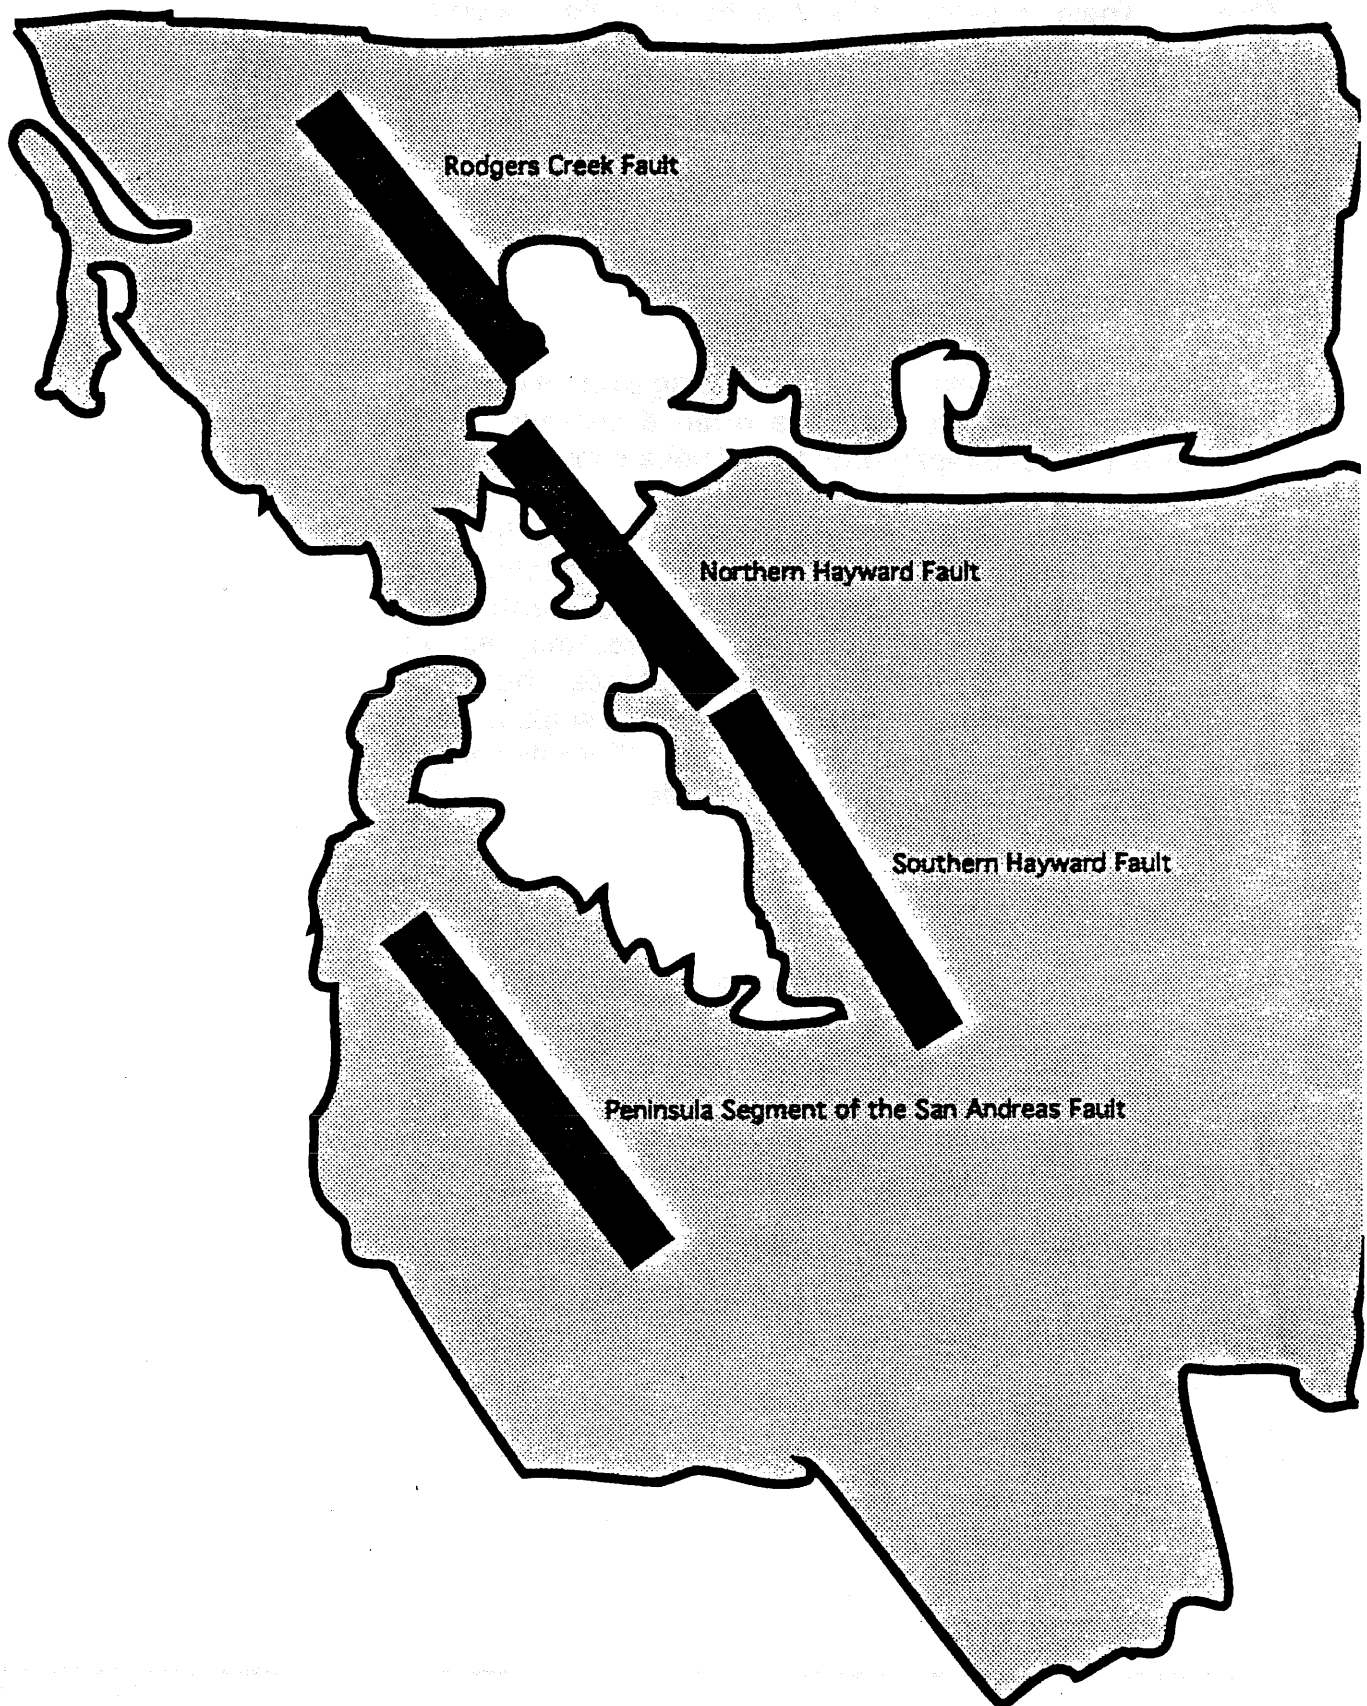 Rodgers Creek Fault
Northern Hayward Fault
Southern Hayward Fault
Peninsula Segment of the San Andreas Fault